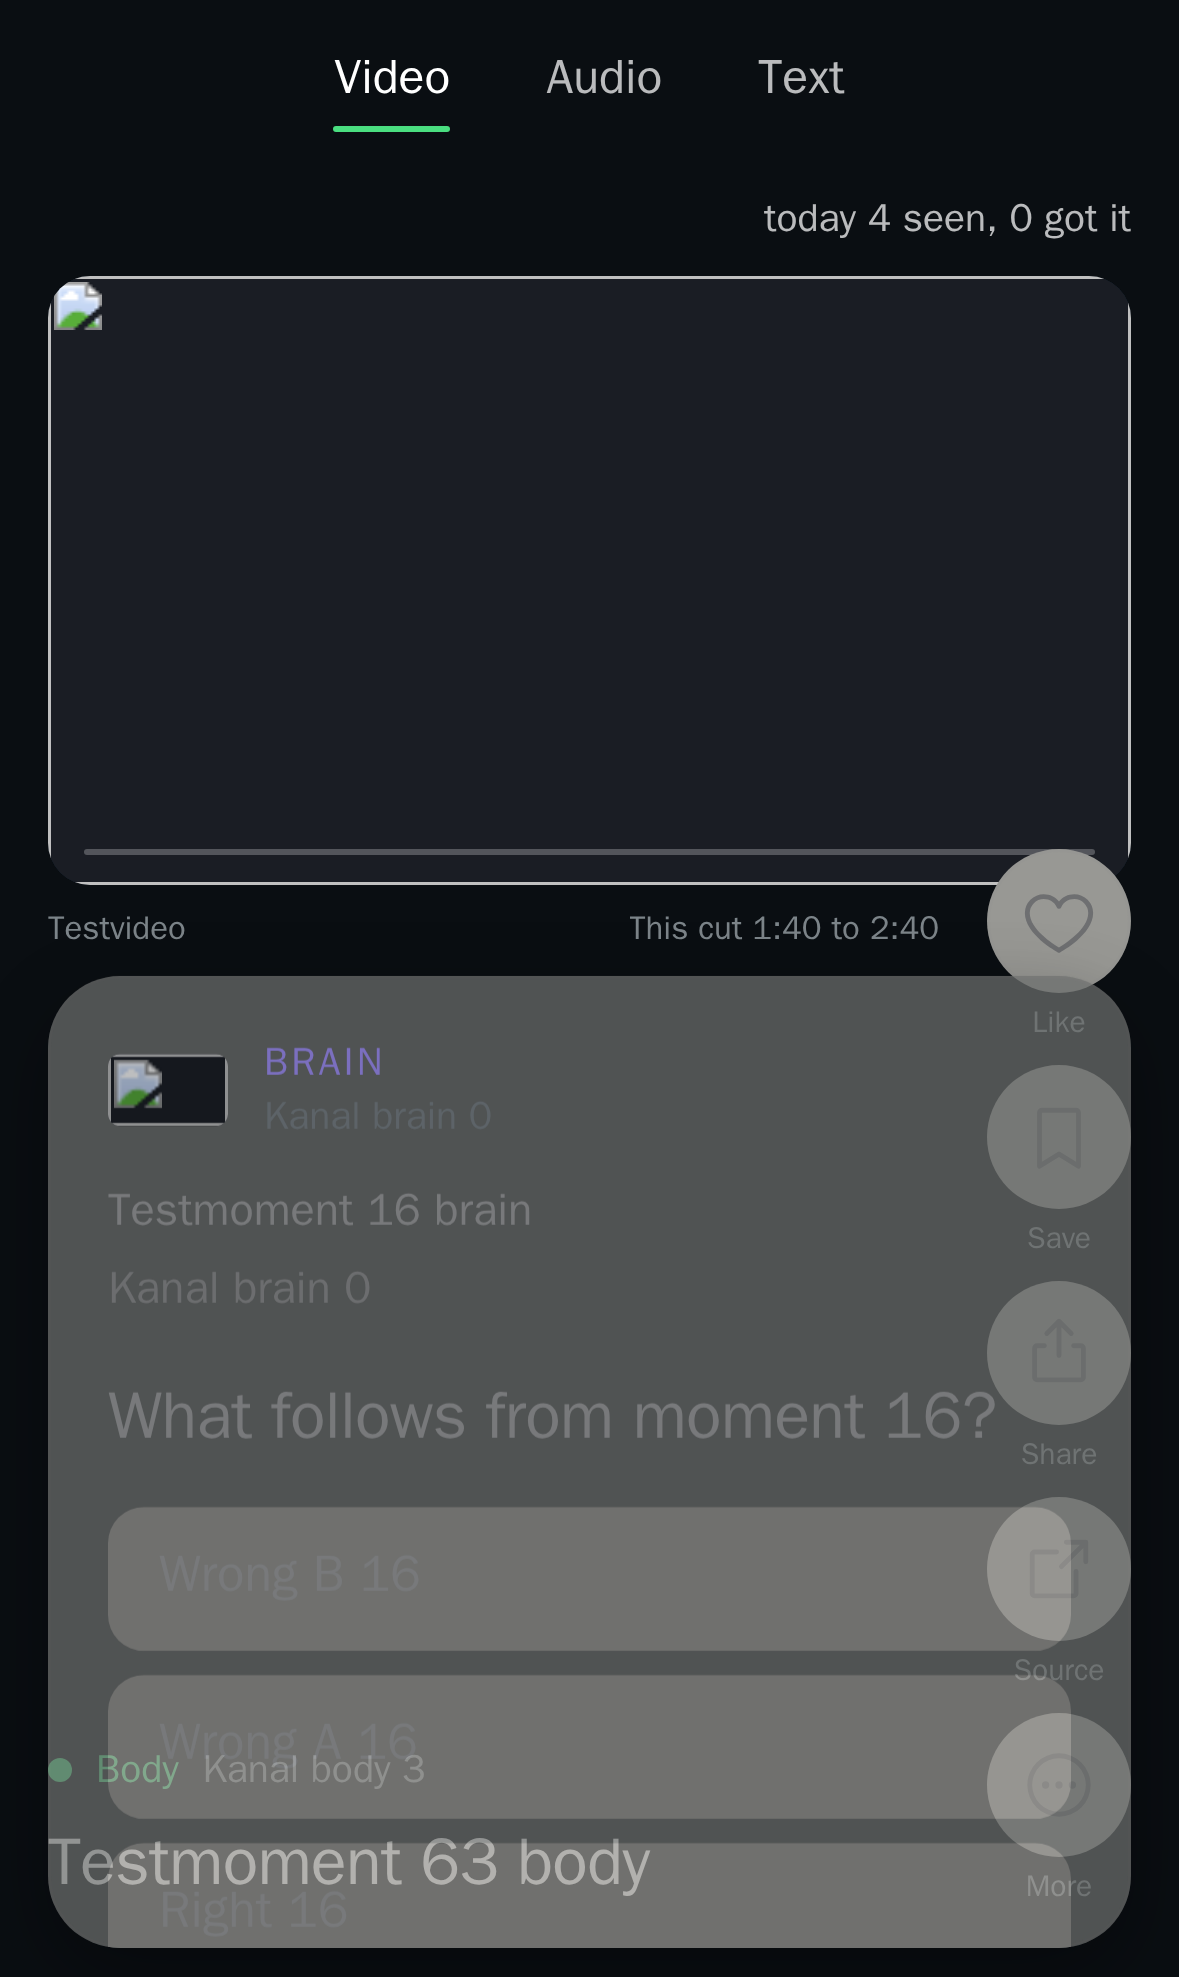 Video Audio Text
today 4 seen, 0 got it
Testvideo This cut 1:40 to 2:40
Like
BRAIN
Kanal brain 0
Testmoment 16 brain
Save
Kanal brain 0
What follows from moment 16?
Share
Wrong B 16
Source
Wrong A 16
Body Kanal body 3
Testmoment 63 body
More
Right 16